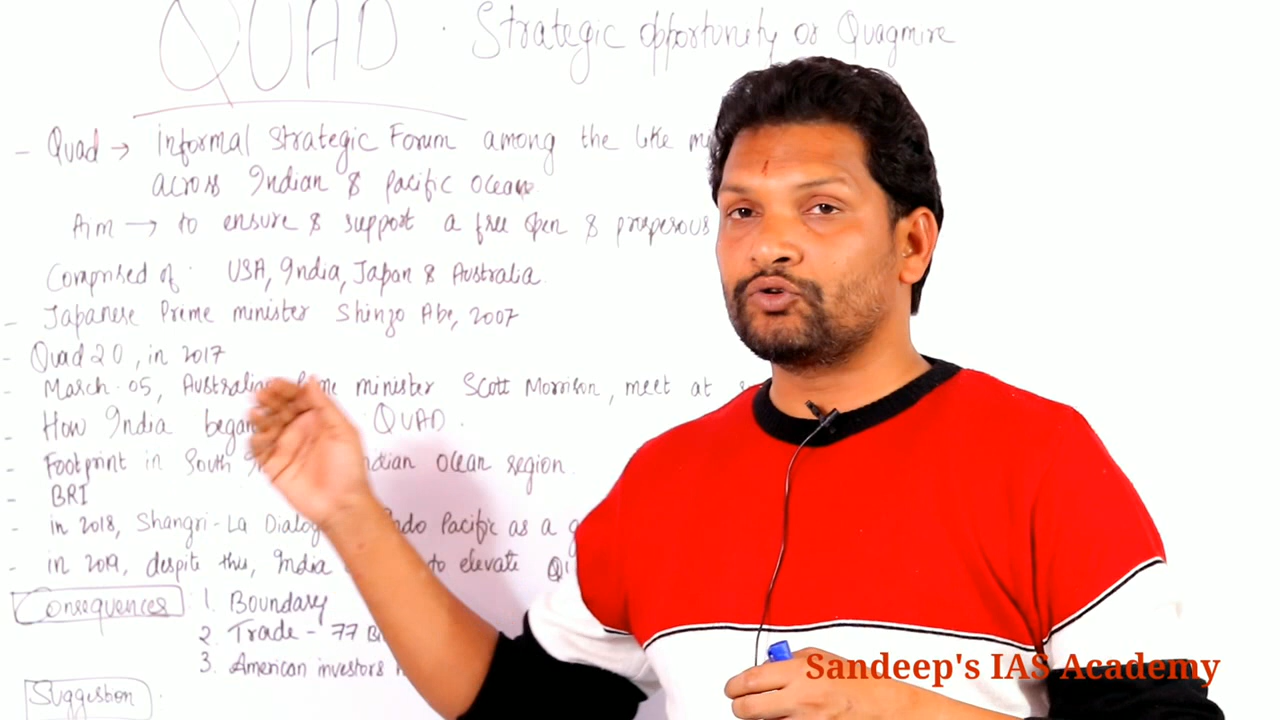 QUAD . Strategic opportunity or Quagmire
- Quad → informal strategic Forum among the like mi
across Indian & pacific Ocean
Aim → to ensure & support a free open & prosperous
Comprised of : USA, India, Japan & Australia.
- Japanese Prime minister Shinzo Abe, 2007
- Quad 2.0, in 2017
- March 05, Australian Prime minister Scott Morrison, meet at
- How India began QUAD.
- Footprint in South Indian Ocean region.
- BRI
- in 2018, Shangri-La Dialog Indo Pacific as a g
- in 2019, despite this, India to elevate QU
Consequences 1. Boundary
2. Trade - 77 Bi
3. American investors
Suggestion
Sandeep's IAS Academy